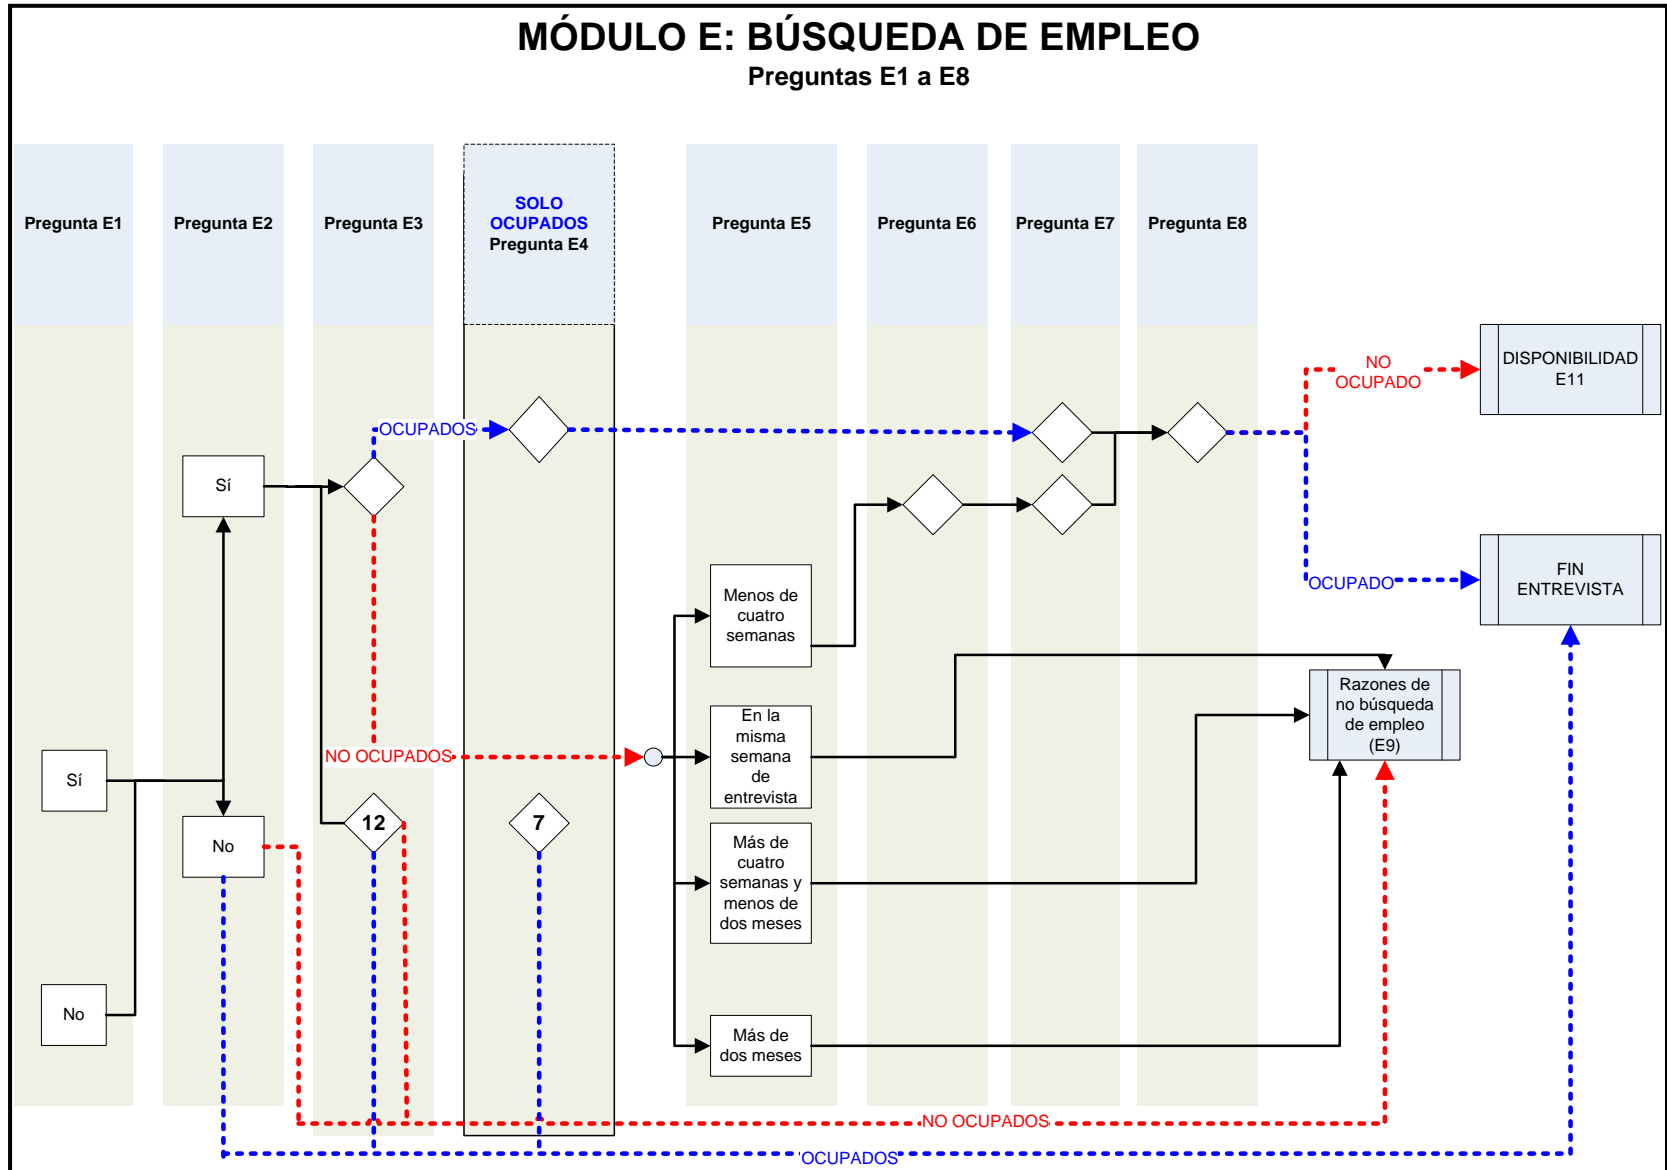 MÓDULO E: BÚSQUEDA DE EMPLEO
Preguntas E1 a E8
Pregunta E1
Pregunta E2
Pregunta E3
SOLO
OCUPADOS
Pregunta E4
Pregunta E5
Pregunta E6
Pregunta E7
Pregunta E8
DISPONIBILIDAD
E11
NO
OCUPADO
OCUPADOS
Sí
FIN
ENTREVISTA
OCUPADO
Menos de
cuatro
semanas
Razones de
no búsqueda
de empleo
(E9)
En la
misma
semana
de
entrevista
NO OCUPADOS
Sí
12
7
No
Más de
cuatro
semanas y
menos de
dos meses
No
Más de
dos meses
NO OCUPADOS
OCUPADOS